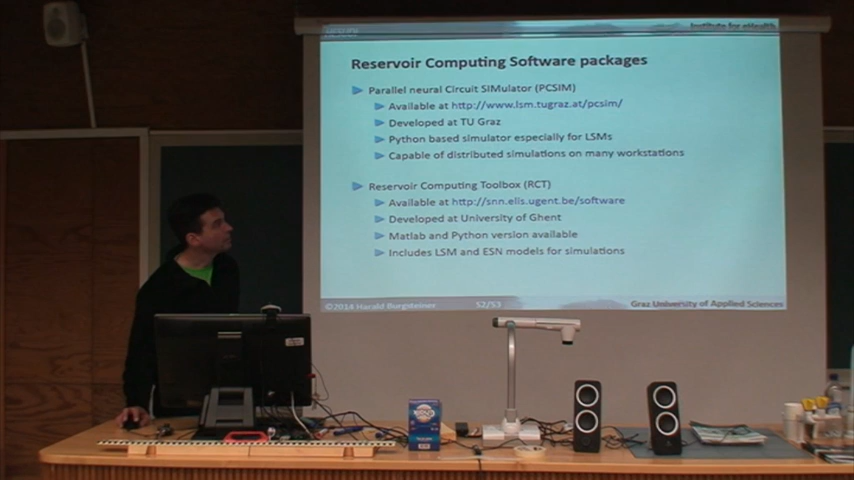 Institute for eHealth
Reservoir Computing Software packages
Parallel neural Circuit SIMulator (PCSIM)
Available at http://www.lsm.tugraz.at/pcsim/
Developed at TU Graz
Python based simulator especially for LSMs
Capable of distributed simulations on many workstations
Reservoir Computing Toolbox (RCT)
Available at http://snn.elis.ugent.be/software
Developed at University of Ghent
Matlab and Python version available
Includes LSM and ESN models for simulations
©2014 Harald Burgsteiner 52/53 Graz University of Applied Sciences